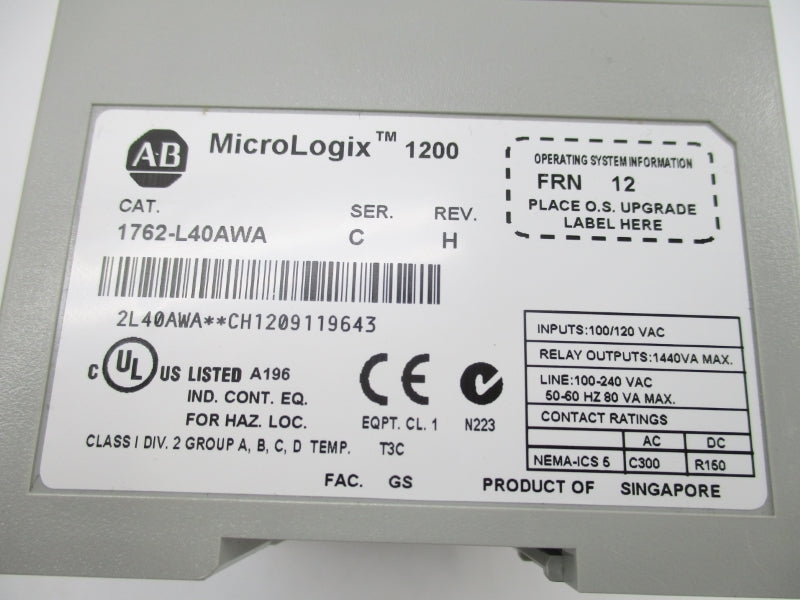 AB
MicroLogix™ 1200
CAT.
SER.
REV.
1762-L40AWA
C
H
2L40AWA**CH1209119643
OPERATING SYSTEM INFORMATION
FRN 12
PLACE O.S. UPGRADE
LABEL HERE
C UL US LISTED A196
IND. CONT. EQ.
FOR HAZ. LOC.
CLASS I DIV. 2 GROUP A, B, C, D TEMP. T3C
CE
EQPT. CL. 1
N223
FAC. GS
INPUTS:100/120 VAC
RELAY OUTPUTS:1440VA MAX.
LINE:100-240 VAC
50-60 HZ 80 VA MAX.
CONTACT RATINGS
AC DC
NEMA-ICS 5 C300 R150
PRODUCT OF SINGAPORE